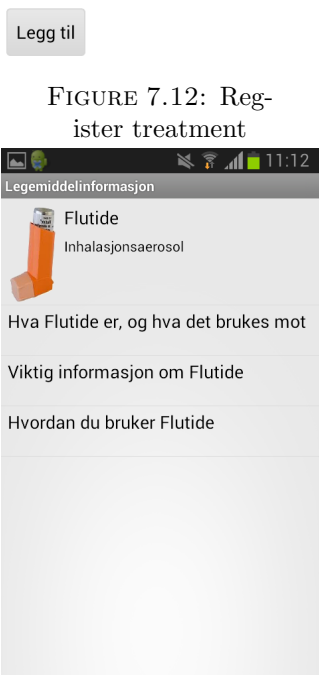 Legg til
Figure 7.12: Reg-
ister treatment
11:12
Legemiddelinformasjon
Flutide
Inhalasjonsaerosol
Hva Flutide er, og hva det brukes mot
Viktig informasjon om Flutide
Hvordan du bruker Flutide